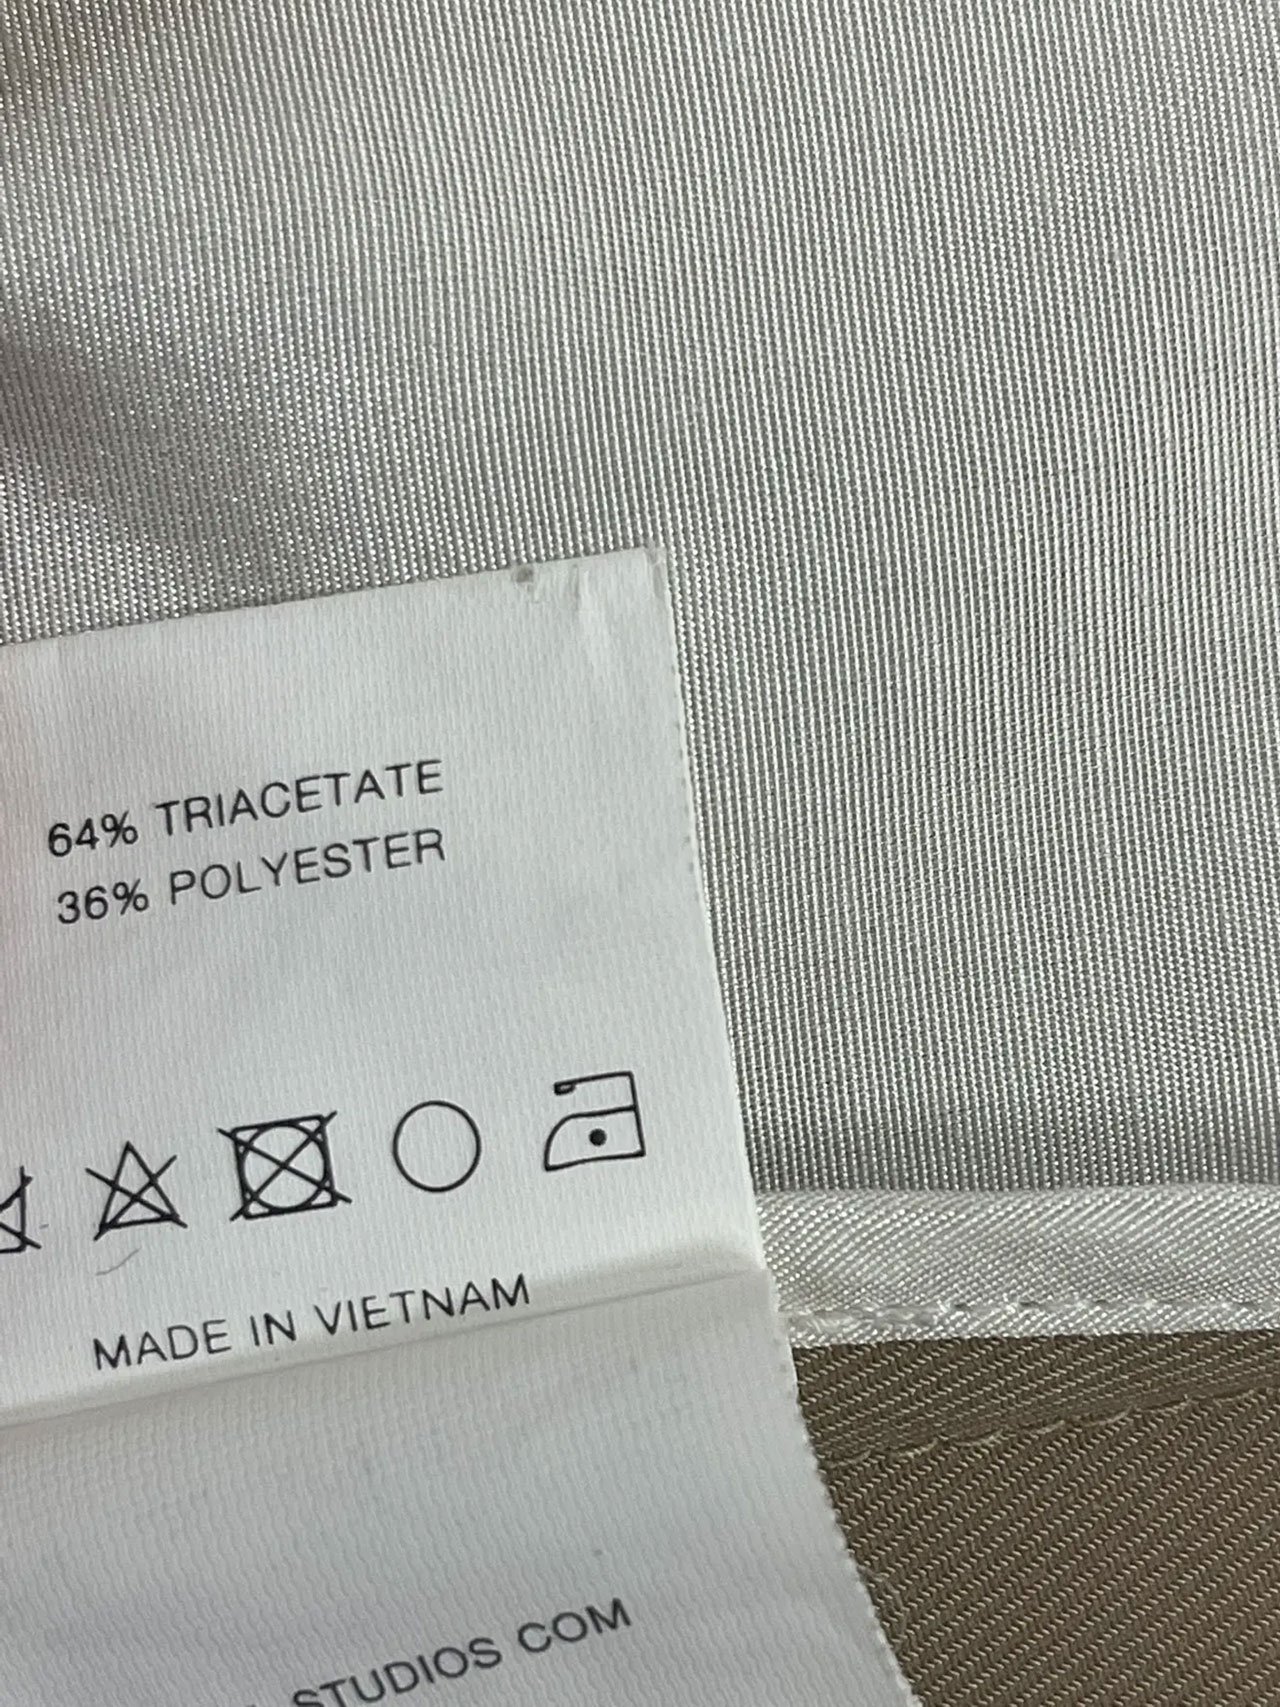 64% TRIACETATE
36% POLYESTER
MADE IN VIETNAM
STUDIOS COM